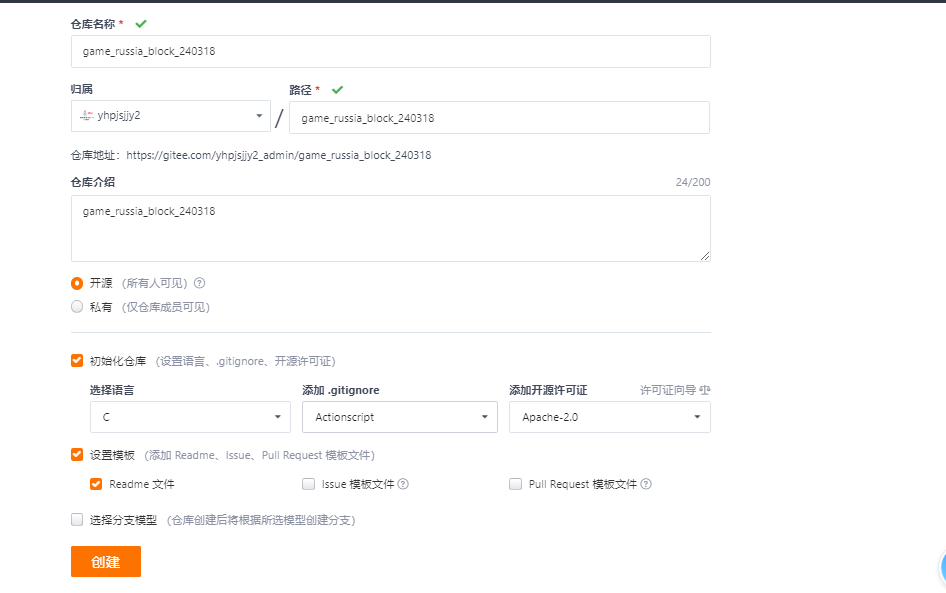 仓库名称 *
game_russia_block_240318
归属 路径 *
yhpjsjjy2 / game_russia_block_240318
仓库地址：https://gitee.com/yhpjsjjy2_admin/game_russia_block_240318
仓库介绍 24/200
game_russia_block_240318
开源 (所有人可见)
私有 (仅仓库成员可见)
初始化仓库 (设置语言、.gitignore、开源许可证)
选择语言 添加 .gitignore 添加开源许可证 许可证向导
C Actionscript Apache-2.0
设置模板 (添加 Readme、Issue、Pull Request 模板文件)
Readme 文件 Issue 模板文件 Pull Request 模板文件
选择分支模型 (仓库创建后将根据所选模型创建分支)
创建